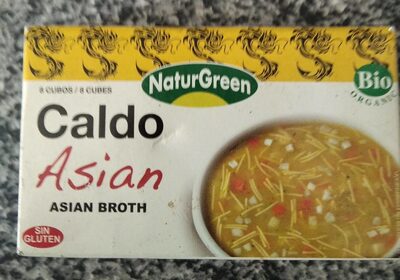 8 CUBOS / 8 CUBES
NaturGreen
Bio
ORGANIC
Caldo
Asian
ASIAN BROTH
SIN
GLUTEN